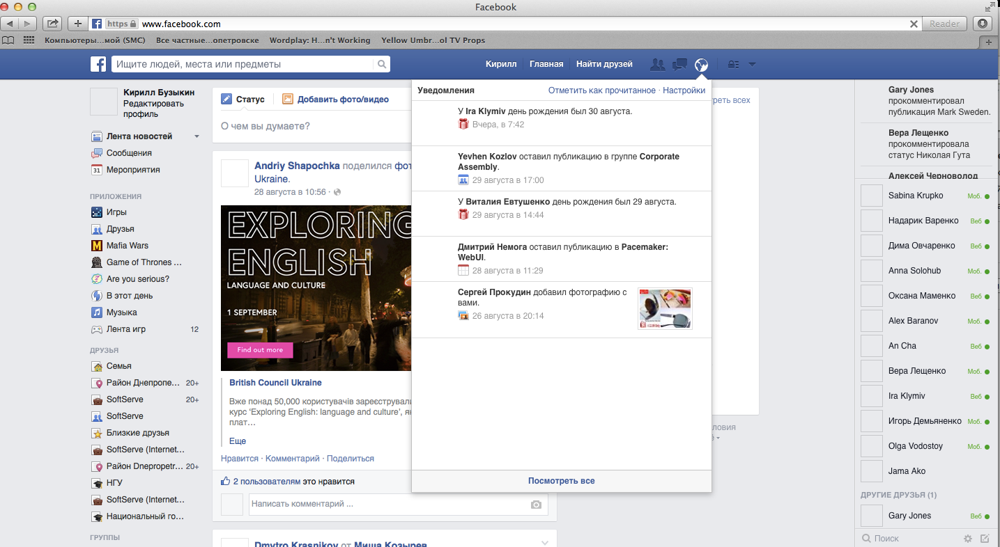 Facebook
https www.facebook.com
Reader
Компьютеры...мой (SMC) Все частные...опетровске Wordplay: H...n't Working Yellow Umbr...ol TV Props
Ищите людей, места или предметы
Кирилл Главная Найти друзей
Кирилл Бузыкин
Редактировать
профиль
Лента новостей
Сообщения
31 Мероприятия
ПРИЛОЖЕНИЯ
Игры
Друзья
Mafia Wars
Game of Thrones ...
Are you serious?
В этот день
Музыка
Лента игр 12
ДРУЗЬЯ
Семья
Район Днепропе... 20+
SoftServe 20+
SoftServe
Близкие друзья
SoftServe (Internet...
Район Dnepropetr... 20+
НГУ
SoftServe (Internet...
Национальный го...
ГРУППЫ
Статус Добавить фото/видео
О чем вы думаете?
Andriy Shapochka поделился фот
Ukraine.
28 августа в 10:56 ·
EXPLORING
ENGLISH
LANGUAGE AND CULTURE
1 SEPTEMBER
Find out more
British Council Ukraine
Вже понад 50,000 користувачів зареєстрували
курс ‘Exploring English: language and culture’, як
плат...
Еще
Нравится · Комментарий · Поделиться
2 пользователям это нравится
Написать комментарий ...
Dmytro Krasnikov от Миша Козырев
Уведомления Отметить как прочитанное · Настройки
У Ira Klymiv день рождения был 30 августа.
Вчера, в 7:42
Yevhen Kozlov оставил публикацию в группе Corporate
Assembly.
29 августа в 17:00
У Виталия Евтушенко день рождения был 29 августа.
29 августа в 14:44
Дмитрий Немога оставил публикацию в Pacemaker:
WebUI.
28 августа в 11:29
Сергей Прокудин добавил фотографию с
вами.
26 августа в 20:14
Посмотреть все
реть всех
ловия
ё
Gary Jones
прокомментировал
публикация Mark Sweden.
Вера Лещенко
прокомментировала
статус Николая Гута
Алексей Черноволод
Sabina Krupko Моб.
Надарик Варенко Веб
Дима Овчаренко Веб
Anna Solohub Моб.
Оксана Маменко Веб
Alex Baranov Моб.
An Cha Веб
Вера Лещенко Моб.
Ira Klymiv Веб
Игорь Демьяненко Моб.
Olga Vodostoy Моб.
Jama Ako
ДРУГИЕ ДРУЗЬЯ (1)
Gary Jones Веб
Поиск